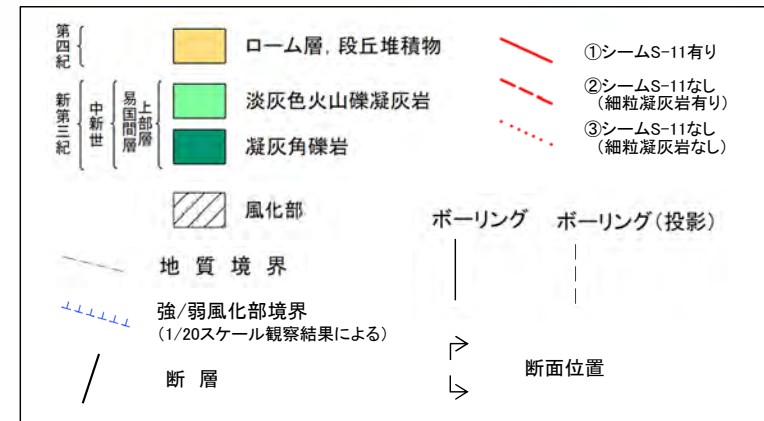 第四紀
ローム層, 段丘堆積物
新第三紀
中新世
易国間層
上部層
淡灰色火山礫凝灰岩
凝灰角礫岩
風化部
地質境界
強/弱風化部境界
(1/20スケール観察結果による)
断層
①シームS-11有り
②シームS-11なし
(細粒凝灰岩有り)
③シームS-11なし
(細粒凝灰岩なし)
ボーリング
ボーリング(投影)
断面位置